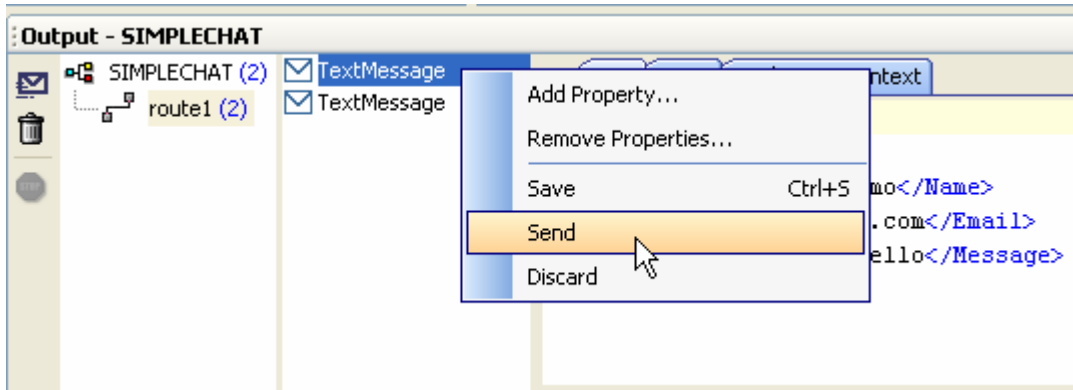 Output - SIMPLECHAT
SIMPLECHAT (2)
route1 (2)
TextMessage
TextMessage
Add Property...
Remove Properties...
Save Ctrl+S
Send
Discard
ntext
mo</Name>
.com</Email>
ello</Message>